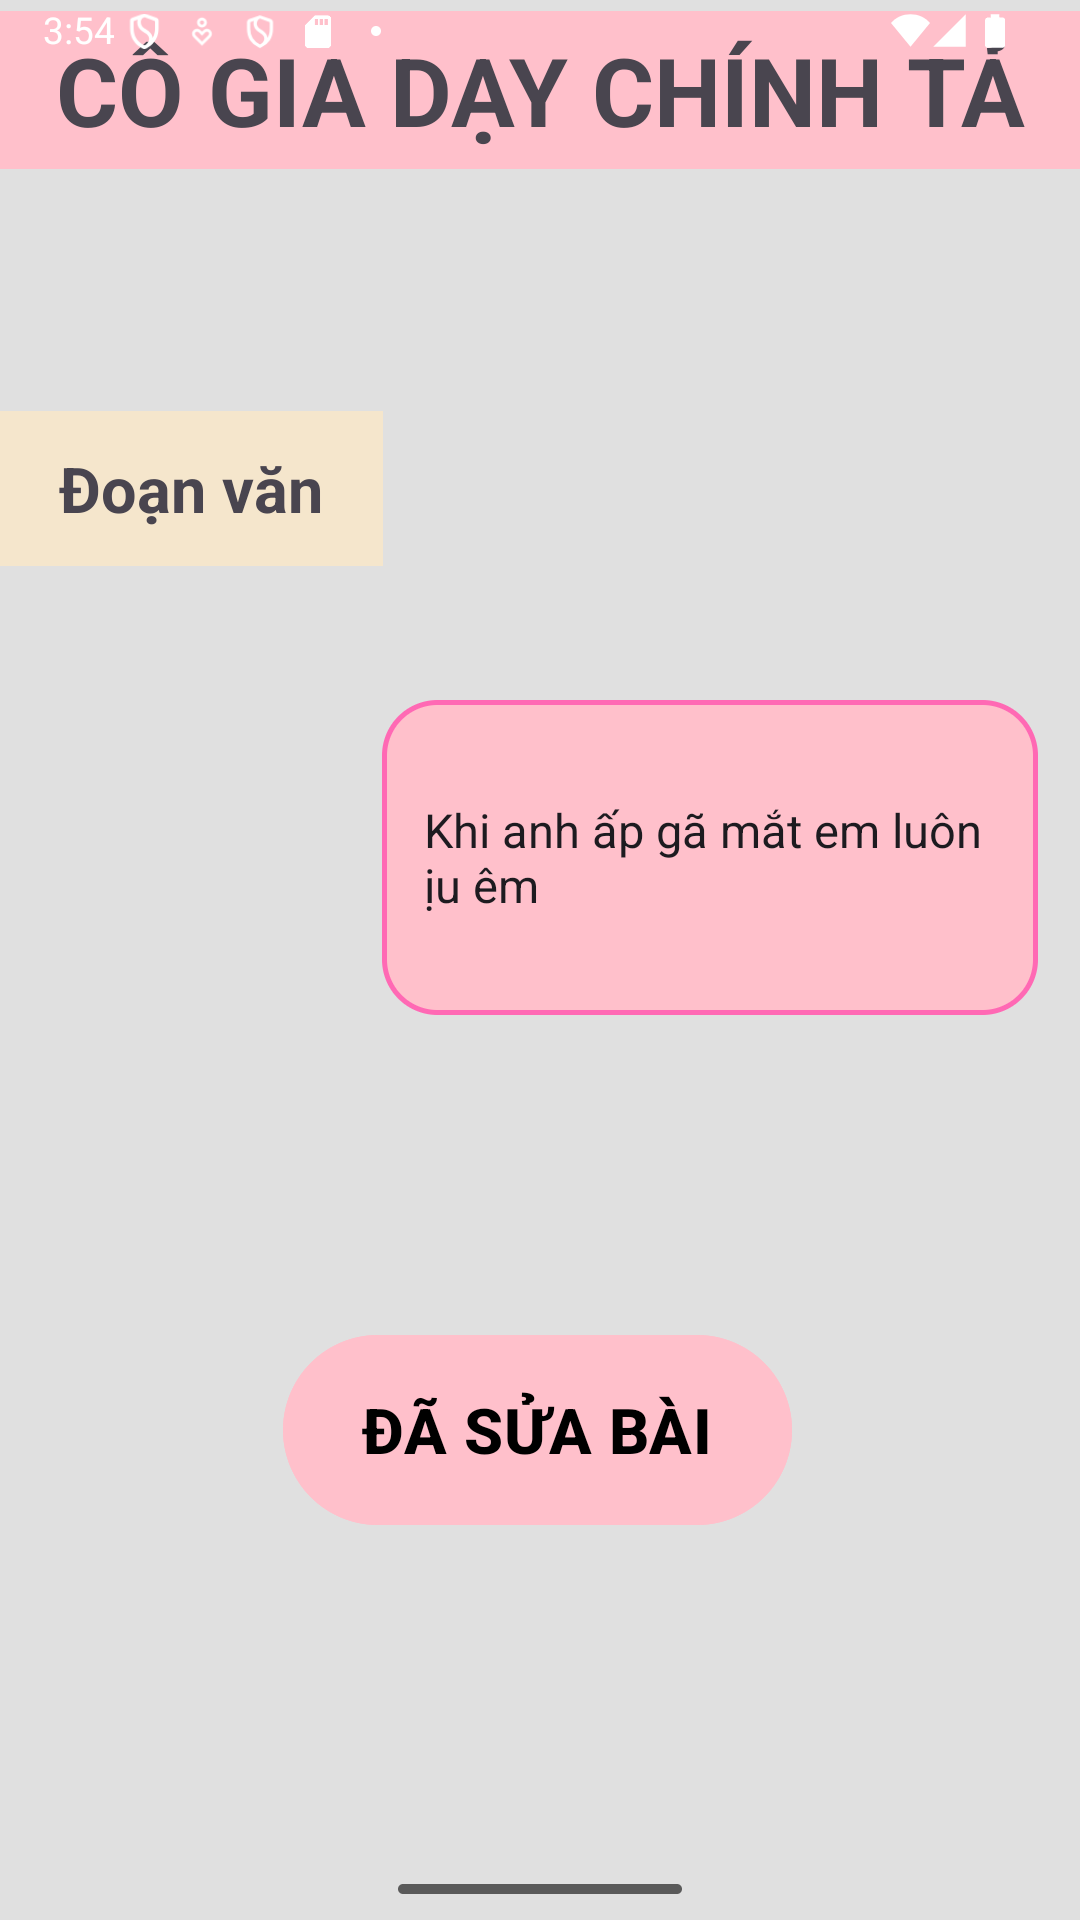 3:54
CÔ GIA DẠY CHÍNH TẢ
Đoạn văn
Khi anh ấp gã mắt em luôn
ịu êm
ĐÃ SỬA BÀI